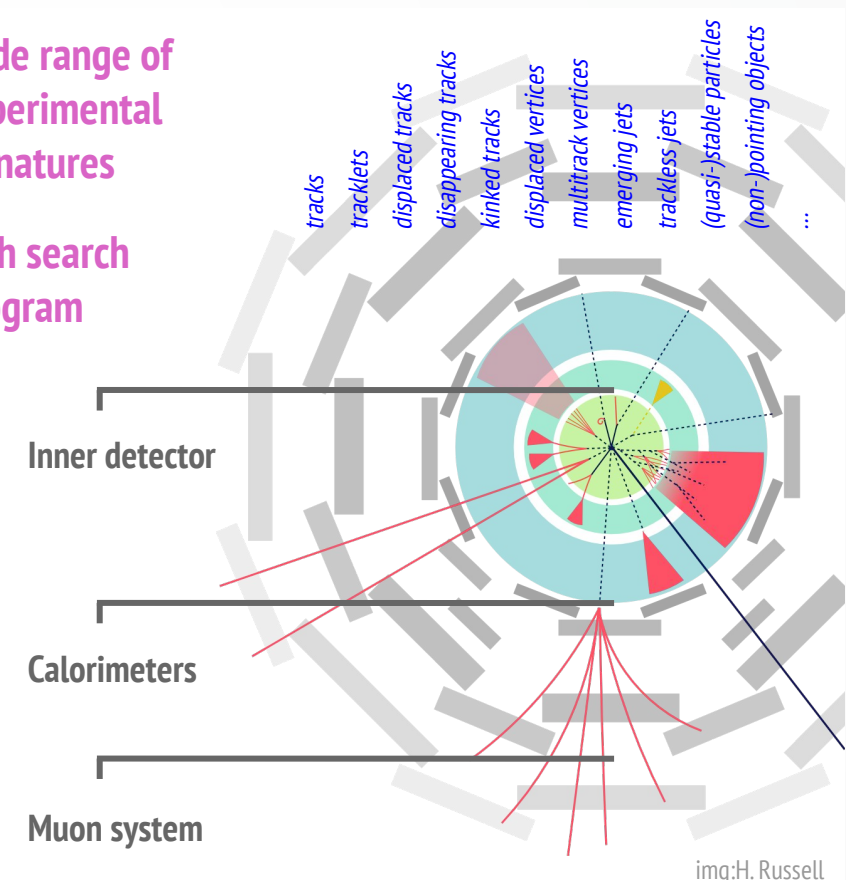 de range of
perimental
natures
h search
ogram
tracks
tracklets
displaced tracks
disappearing tracks
kinked tracks
displaced vertices
multitrack vertices
emerging jets
trackless jets
(quasi-)stable particles
(non-)pointing objects
...
Inner detector
Calorimeters
Muon system
img:H. Russell